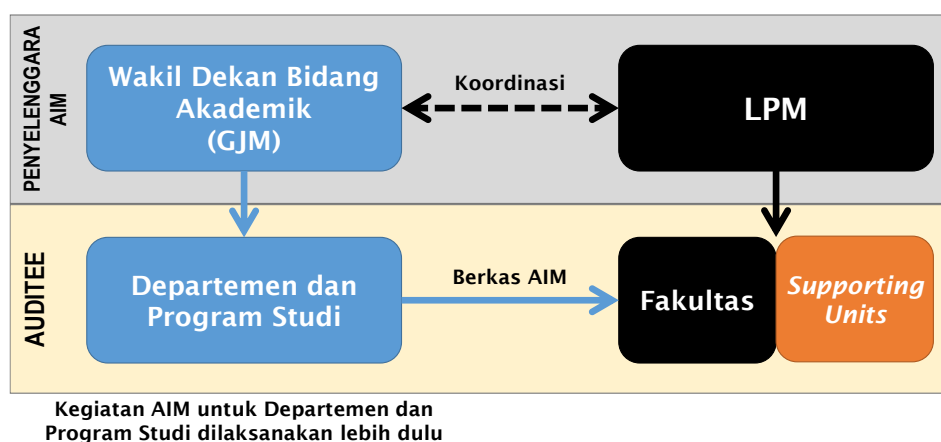 PENYELENGGARA
AIM
Wakil Dekan Bidang
Akademik
(GJM)
Koordinasi
LPM
AUDITEE
Departemen dan
Program Studi
Berkas AIM
Fakultas
Supporting
Units
Kegiatan AIM untuk Departemen dan
Program Studi dilaksanakan lebih dulu